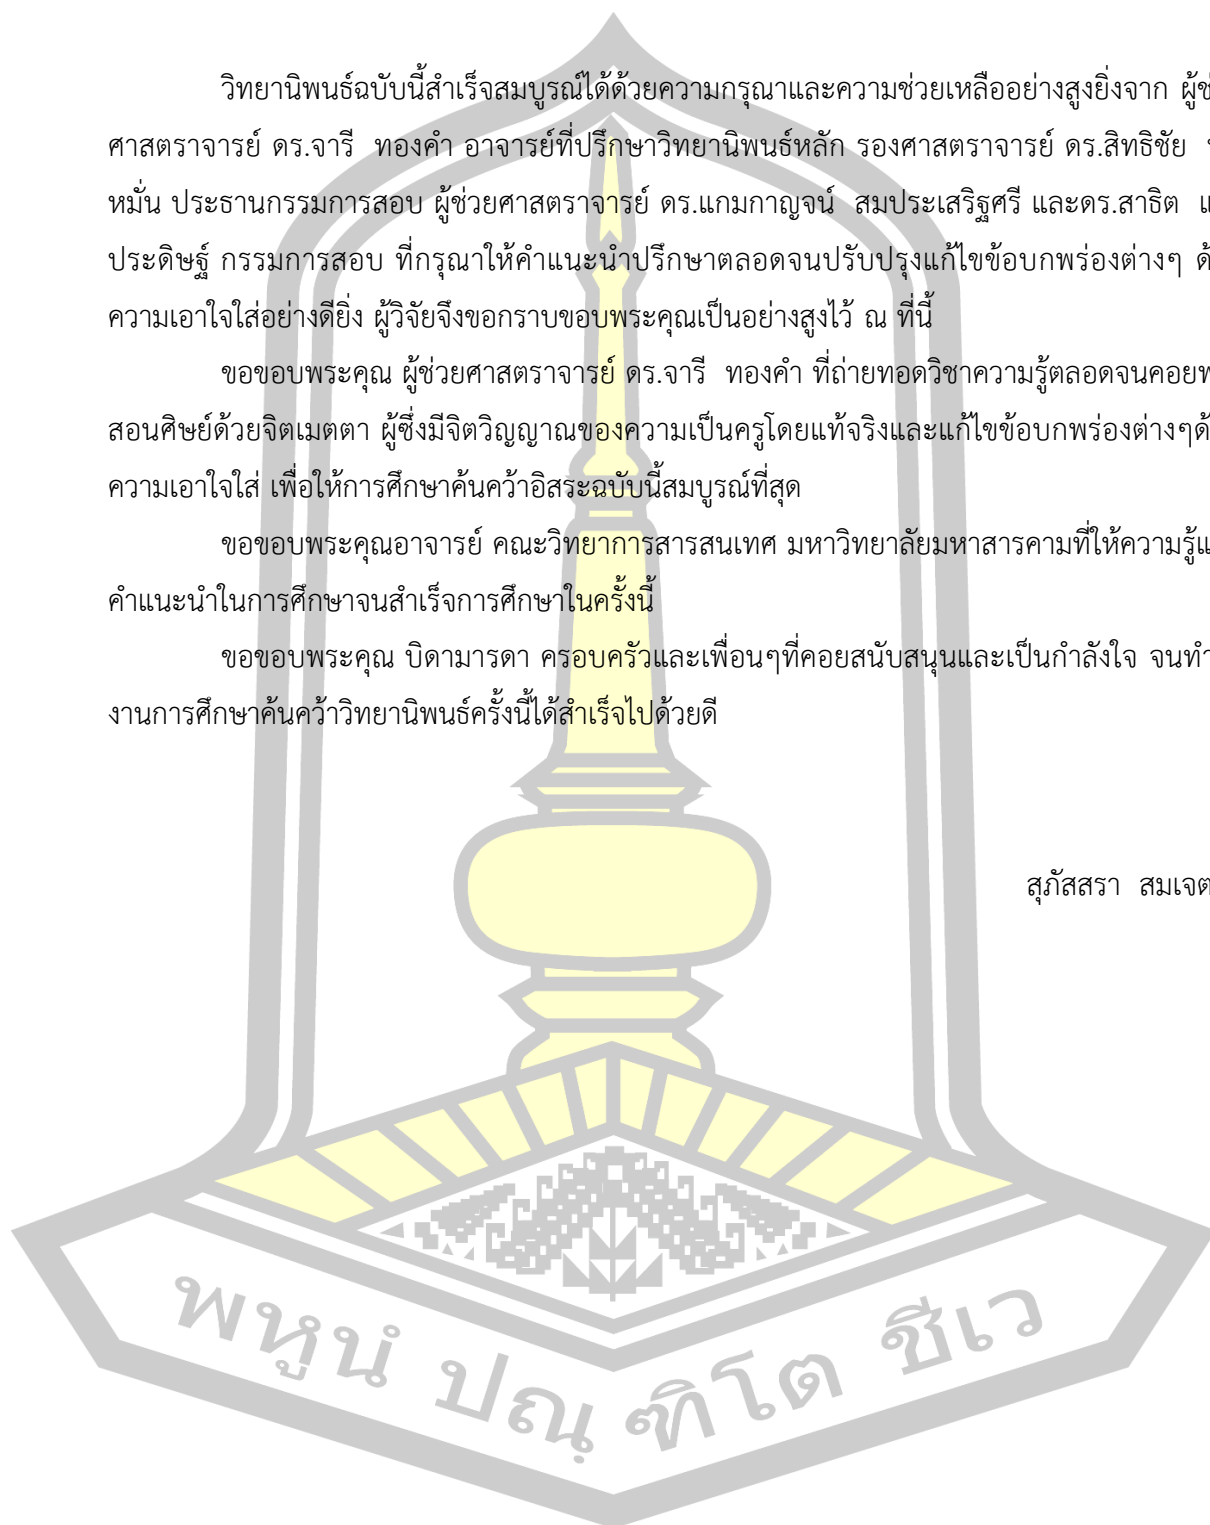 วิทยานิพนธ์ฉบับนี้สำเร็จสมบูรณ์ได้ด้วยความกรุณาและความช่วยเหลืออย่างสูงยิ่งจาก
ศาสตราจารย์ ดร.จารี ทองคำ อาจารย์ที่ปรึกษาวิทยานิพนธ์หลัก รองศาสตราจารย์ ดร.สิทธิชัย
หมั่น ประธานกรรมการสอบ ผู้ช่วยศาสตราจารย์ ดร.แกมกาญจน์ สมประเสริฐศรี และดร.สาธิต
ประดิษฐ์ กรรมการสอบ ที่กรุณาให้คำแนะนำปรึกษาตลอดจนปรับปรุงแก้ไขข้อบกพร่องต่างๆ
ความเอาใจใส่อย่างดียิ่ง ผู้วิจัยจึงขอกราบขอบพระคุณเป็นอย่างสูงไว้ ณ ที่นี้
ขอขอบพระคุณ ผู้ช่วยศาสตราจารย์ ดร.จารี ทองคำ ที่ถ่ายทอดวิชาความรู้ตลอดจนคอย
สอนศิษย์ด้วยจิตเมตตา ผู้ซึ่งมีจิตวิญญาณของความเป็นครูโดยแท้จริงและแก้ไขข้อบกพร่องต่างๆ
ความเอาใจใส่ เพื่อให้การศึกษาค้นคว้าอิสระฉบับนี้สมบูรณ์ที่สุด
ขอขอบพระคุณอาจารย์ คณะวิทยาการสารสนเทศ มหาวิทยาลัยมหาสารคามที่ให้ความรู้
คำแนะนำในการศึกษาจนสำเร็จการศึกษาในครั้งนี้
ขอขอบพระคุณ บิดามารดา ครอบครัวและเพื่อนๆที่คอยสนับสนุนและเป็นกำลังใจ จนทำ
งานการศึกษาค้นคว้าวิทยานิพนธ์ครั้งนี้ได้สำเร็จไปด้วยดี
สุภัสสรา สมเจต
พหูนํ ปณฺฑิโต ชีเว